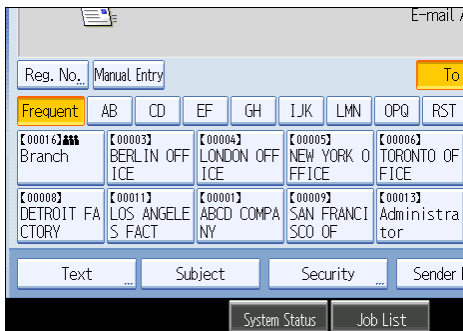 E-mail
Reg. No. Manual Entry To
Frequent AB CD EF GH IJK LMN OPQ RST
【00016】 【00003】 【00004】 【00005】 【00006】
Branch BERLIN OFF LONDON OFF NEW YORK O TORONTO OF
ICE ICE FFICE FICE
【00008】 【00011】 【00001】 【00009】 【00013】
DETROIT FA LOS ANGELE ABCD COMPA SAN FRANCI Administra
CTORY S FACT NY SCO OF tor
Text Subject Security Sender
System Status Job List